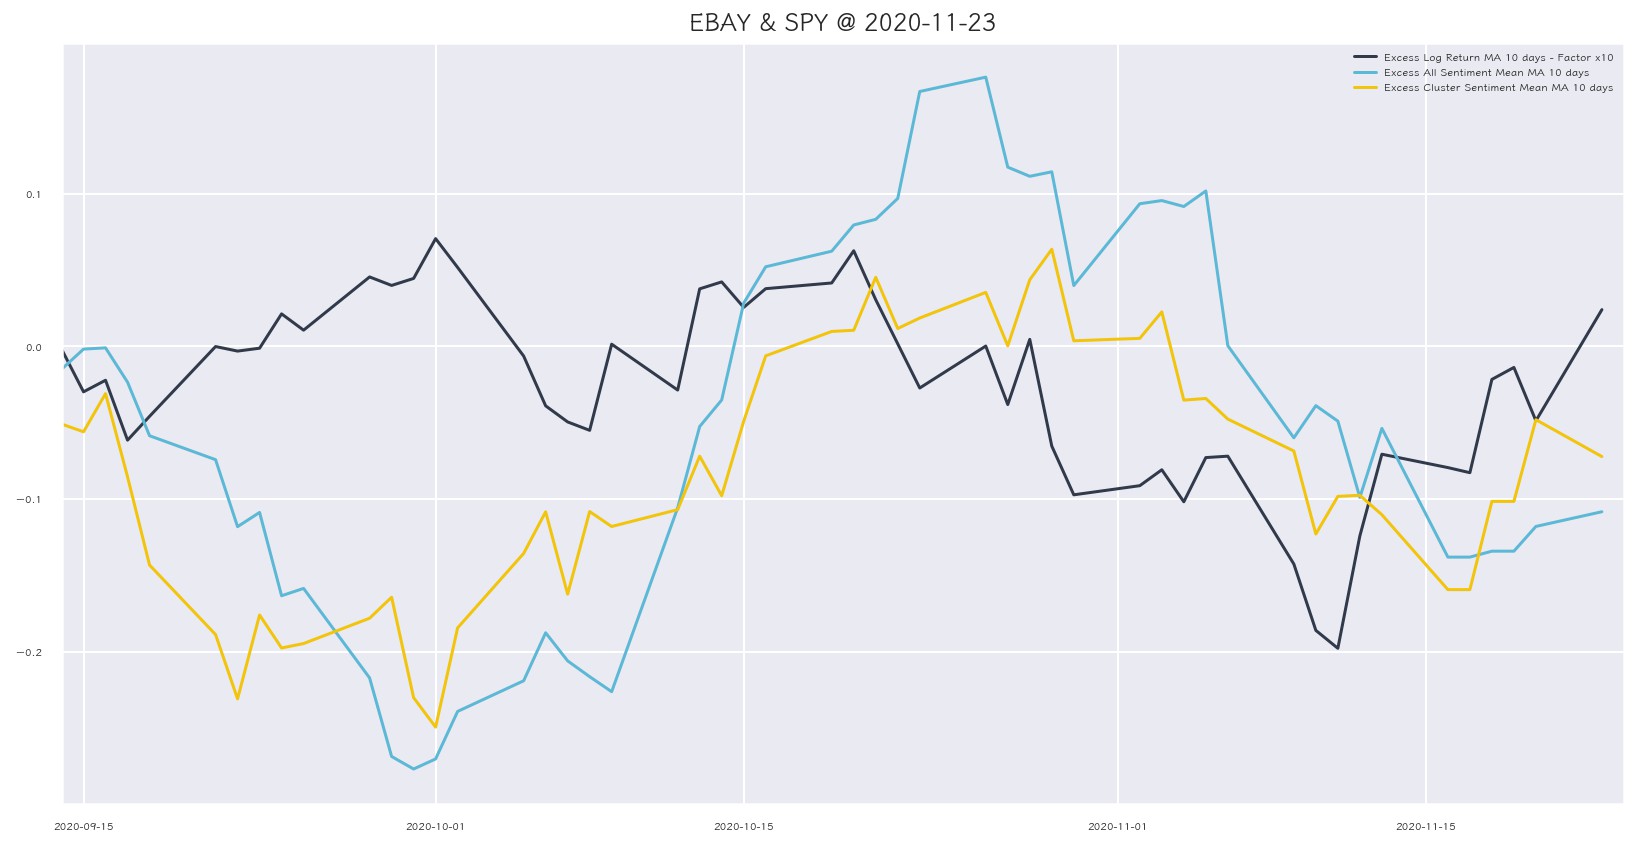 EBAY & SPY @ 2020-11-23
Excess Log Return MA 10 days - Factor x10
Excess All Sentiment Mean MA 10 days
Excess Cluster Sentiment Mean MA 10 days
0.1
0.0
−0.1
−0.2
2020-09-15 2020-10-01 2020-10-15 2020-11-01 2020-11-15